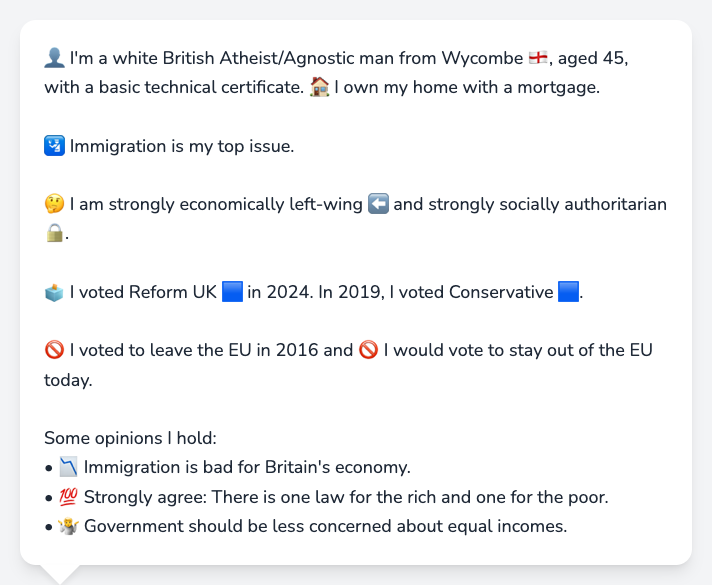 👤 I'm a white British Atheist/Agnostic man from Wycombe 🏴󠁧󠁢󠁥󠁮󠁧󠁿, aged 45,
with a basic technical certificate. 🏠 I own my home with a mortgage.
🛂 Immigration is my top issue.
🤔 I am strongly economically left-wing ⬅️ and strongly socially authoritarian
🔒.
🗳️ I voted Reform UK 🟦 in 2024. In 2019, I voted Conservative 🟦.
🚫 I voted to leave the EU in 2016 and 🚫 I would vote to stay out of the EU
today.
Some opinions I hold:
• 📉 Immigration is bad for Britain's economy.
• 💯 Strongly agree: There is one law for the rich and one for the poor.
• 🤷 Government should be less concerned about equal incomes.